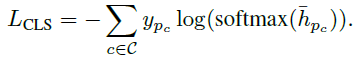 L_CLS = − ∑_{c∈𝒞} y_{p_c} log(softmax(h̄_{p_c})).